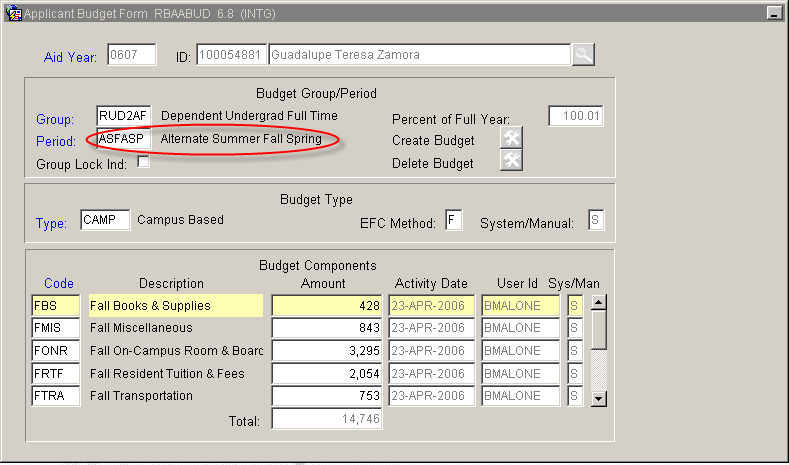 Applicant Budget Form RBAABUD 6.8 (INTG)
Aid Year: 0607 ID: 100054881 Guadalupe Teresa Zamora
Budget Group/Period
Group: RUD2AF Dependent Undergrad Full Time Percent of Full Year: 100.01
Period: ASFASP Alternate Summer Fall Spring Create Budget
Group Lock Ind: Delete Budget
Budget Type
Type: CAMP Campus Based EFC Method: F System/Manual: S
Budget Components
Code Description Amount Activity Date User Id Sys/Man
FBS Fall Books & Supplies 428 23-APR-2006 BMALONE S
FMIS Fall Miscellaneous 843 23-APR-2006 BMALONE S
FONR Fall On-Campus Room & Board 3,295 23-APR-2006 BMALONE S
FRTF Fall Resident Tuition & Fees 2,054 23-APR-2006 BMALONE S
FTRA Fall Transportation 753 23-APR-2006 BMALONE S
Total: 14,746